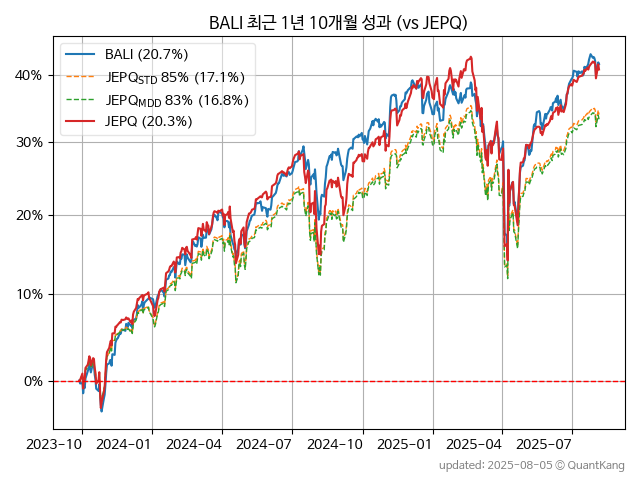 BALI 최근 1년 10개월 성과 (vs JEPQ)
BALI (20.7%)
JEPQSTD 85% (17.1%)
JEPQMDD 83% (16.8%)
JEPQ (20.3%)
40%
30%
20%
10%
0%
2023-10 2024-01 2024-04 2024-07 2024-10 2025-01 2025-04 2025-07
updated: 2025-08-05 © QuantKang